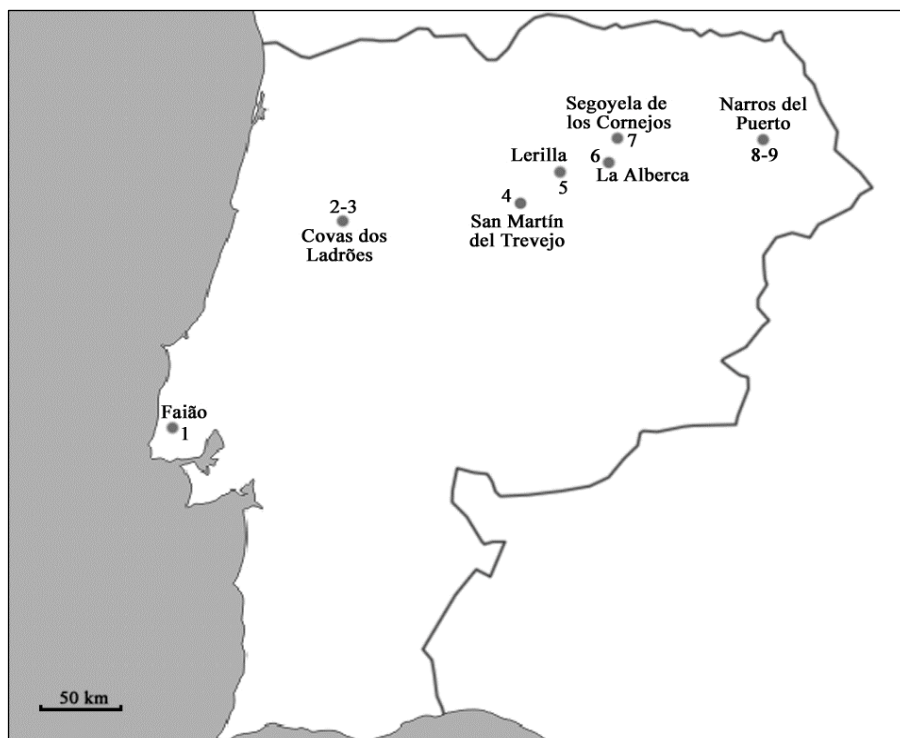 Segoyela de
los Cornejos
7
Narros del
Puerto
8-9
Lerilla
5
6
La Alberca
2-3
Covas dos
Ladrões
4
San Martín
del Trevejo
Faião
1
50 km